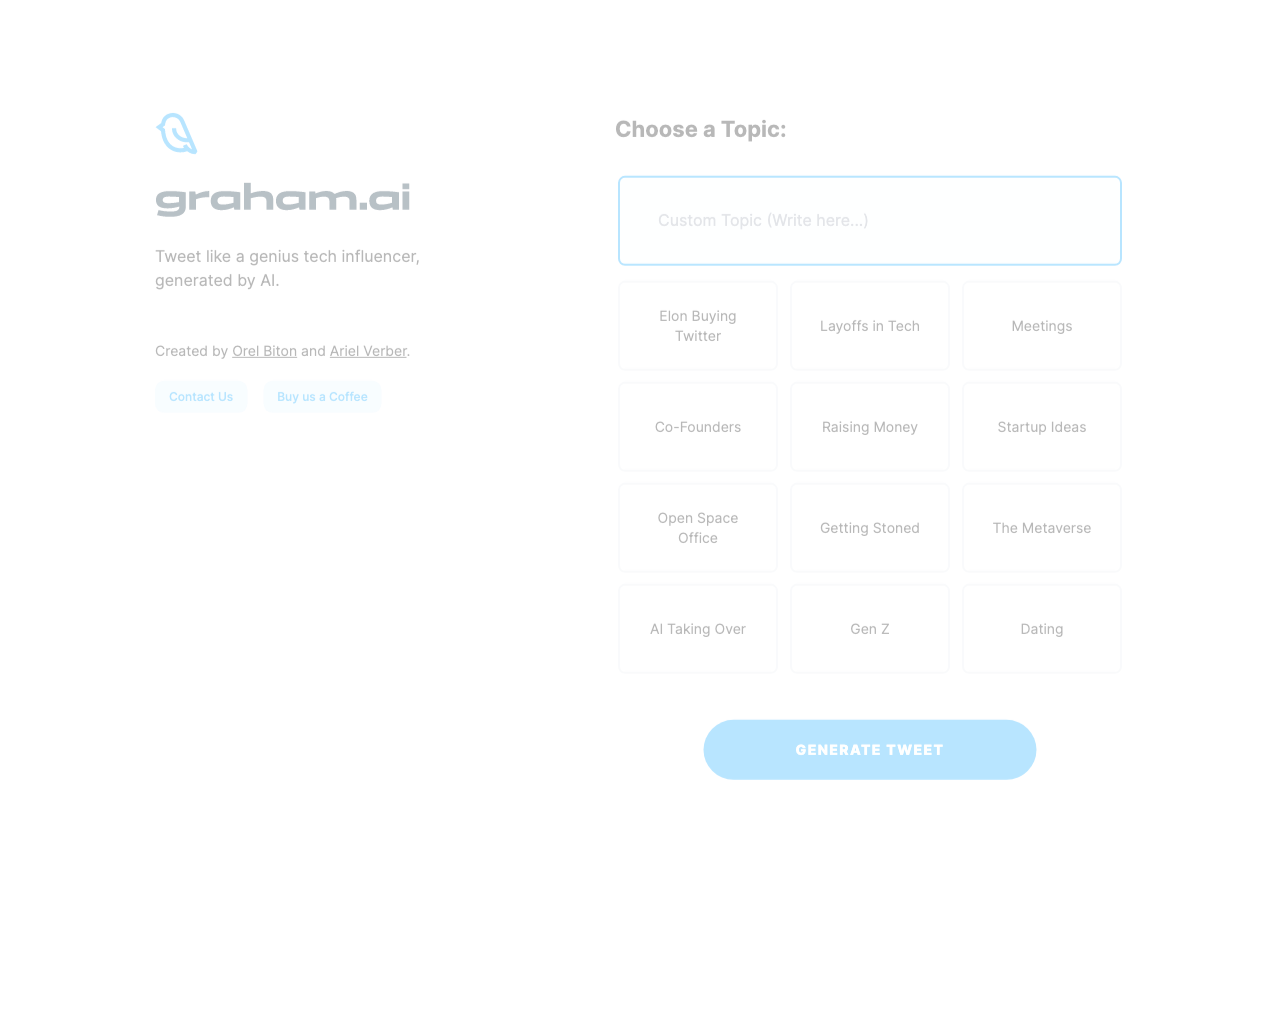 graham.ai
Tweet like a genius tech influencer,
generated by AI.
Created by Orel Biton and Ariel Verber.
Contact Us
Buy us a Coffee
Choose a Topic:
Custom Topic (Write here...)
Elon Buying
Twitter
Layoffs in Tech
Meetings
Co-Founders
Raising Money
Startup Ideas
Open Space
Office
Getting Stoned
The Metaverse
AI Taking Over
Gen Z
Dating
GENERATE TWEET